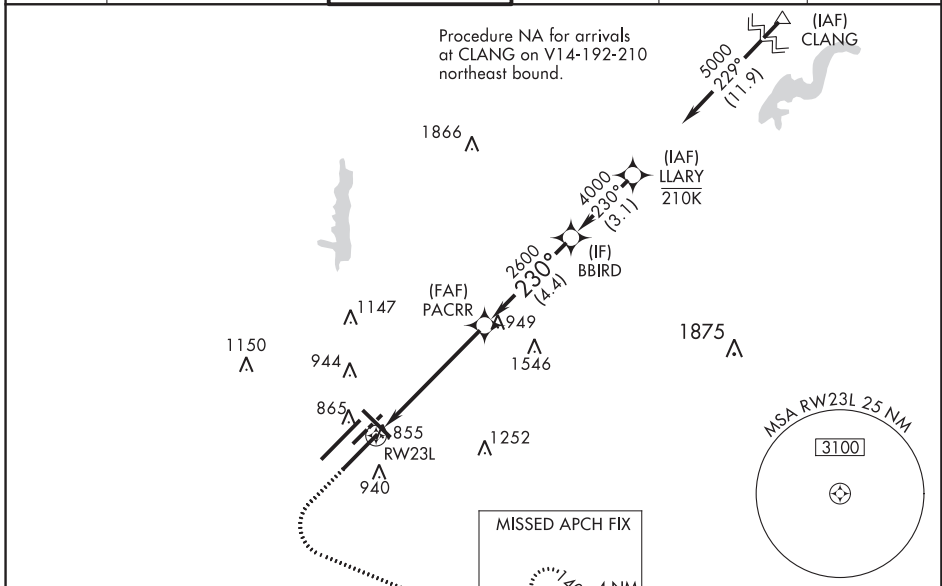 Procedure NA for arrivals
at CLANG on V14-192-210
northeast bound.
(IAF)
CLANG
5000
229°
(11.9)
1866
(IAF)
LLARY
210K
4000
230°
(3.1)
(IF)
BBIRD
2600
230°
(4.4)
(FAF)
PACRR
949
1546
1875
1147
1150
944
865
855
RW23L
1252
940
MSA RW23L 25 NM
3100
MISSED APCH FIX
4 NM